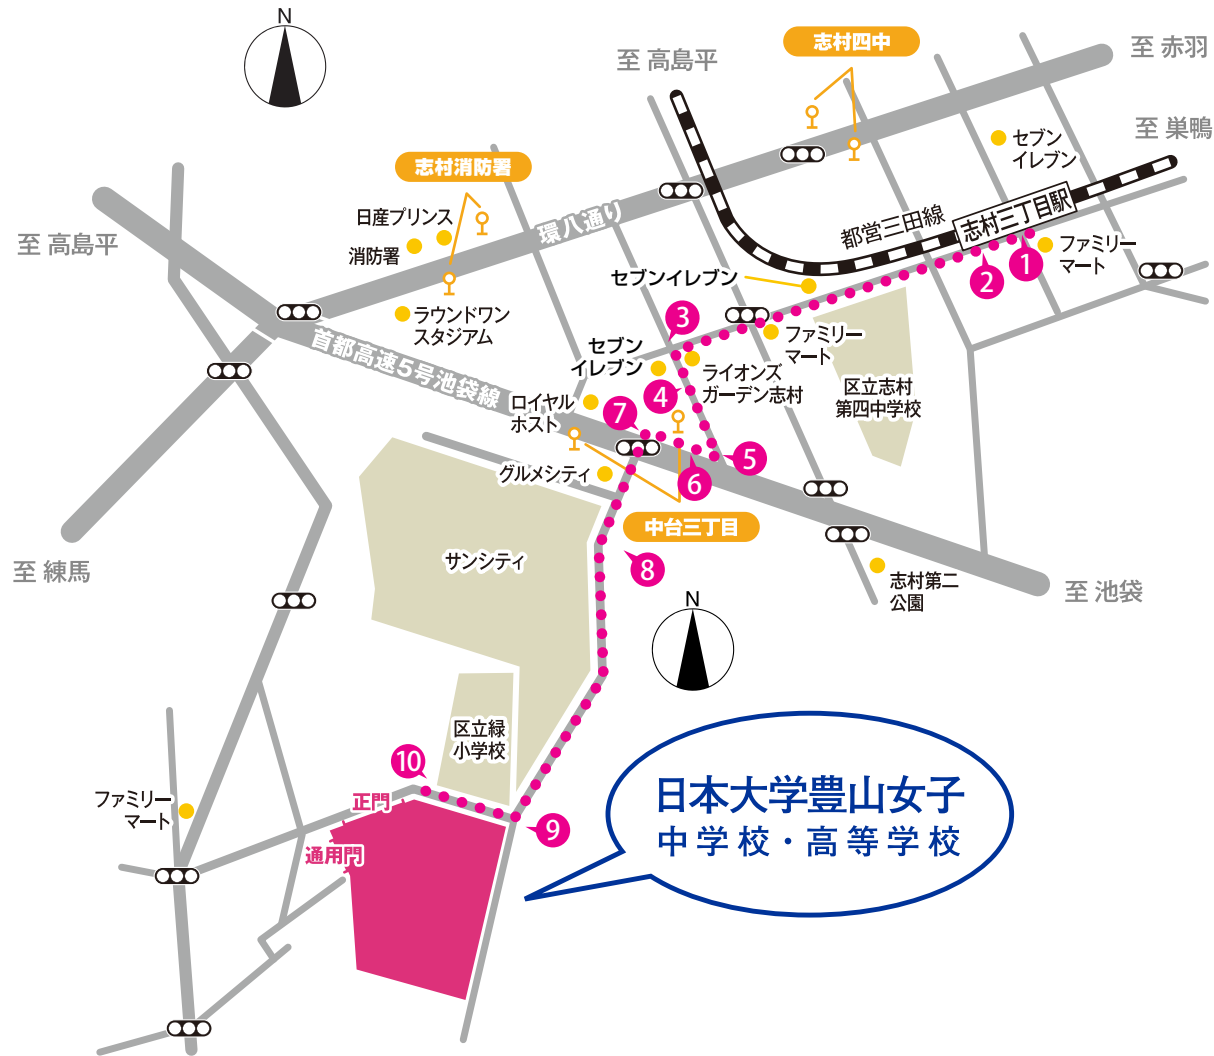 N
志村四中
至 赤羽
至 高島平
至 巣鴨
セブン
イレブン
志村消防署
日産プリンス
消防署
環八通り
都営三田線
志村三丁目駅
ファミリー
マート
至 高島平
セブンイレブン
1
2
ラウンドワン
スタジアム
3
ファミリー
マート
首都高速5号池袋線
セブン
イレブン
ライオンズ
ガーデン志村
4
区立志村
第四中学校
ロイヤル
ホスト
7
5
6
グルメシティ
中台三丁目
サンシティ
8
至 練馬
志村第二
公園
至 池袋
N
区立緑
小学校
10
ファミリー
マート
正門
通用門
9
日本大学豊山女子
中学校・高等学校